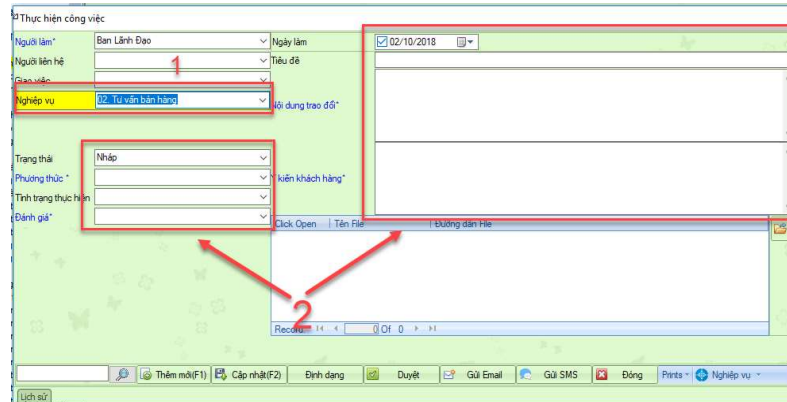 Thực hiện công việc
Người làm* Ban Lãnh Đạo Ngày làm 02/10/2018
Người liên hệ 1 Tiêu đề
Giao việc
Nghiệp vụ 02. Tư vấn bán hàng Nội dung trao đổi*
Trạng thái Nháp
Phương thức * Ý kiến khách hàng*
Tình trạng thực hiện
Đánh giá* Click Open Tên File Đường dẫn File
2
Record: 0 Of 0
Thêm mới(F1) Cập nhật(F2) Định dạng Duyệt Gửi Email Gửi SMS Đóng Prints Nghiệp vụ
Lịch sử